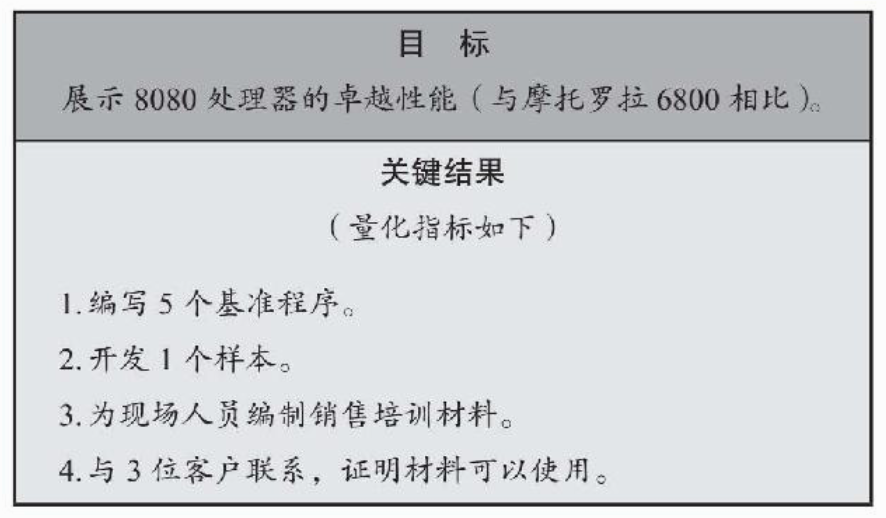 目 标
展示 8080 处理器的卓越性能（与摩托罗拉 6800 相比）。
关键结果
（量化指标如下）
1.编写 5 个基准程序。
2.开发 1 个样本。
3.为现场人员编制销售培训材料。
4.与 3 位客户联系，证明材料可以使用。